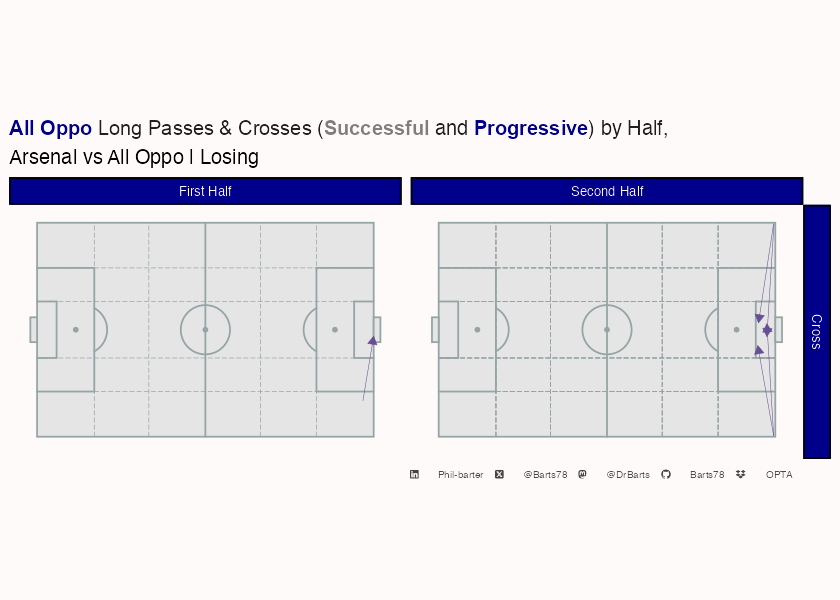 All Oppo Long Passes & Crosses (Successful and Progressive) by Half,
Arsenal vs All Oppo | Losing
First Half
Second Half
Cross
Phil-barter @Barts78 @DrBarts Barts78 OPTA